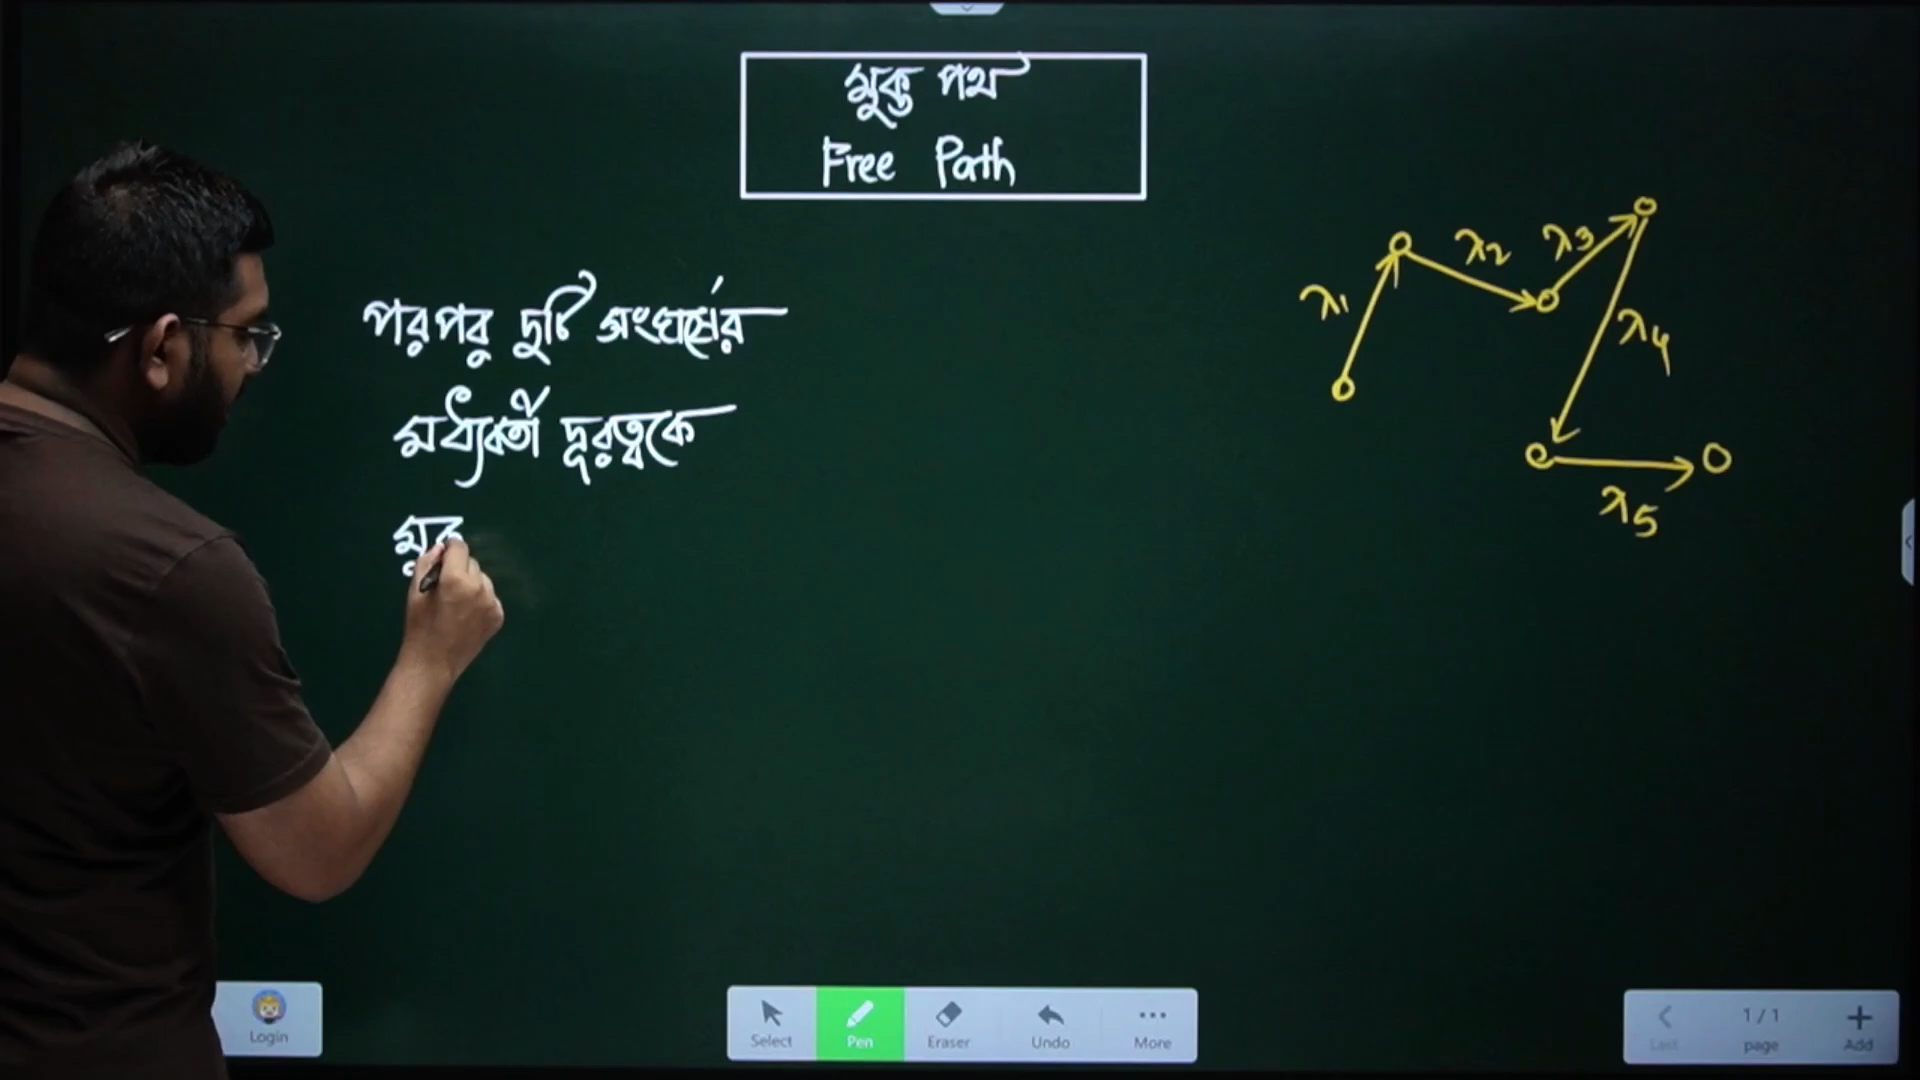 মুক্ত পথ
Free Path
পরপর দুটি সংঘর্ষের
মধ্যবর্তী দূরত্বকে
মুক
λ1
λ2
λ3
λ4
λ5
Login
Select
Pen
Eraser
Undo
More
Last
1/1
page
Add